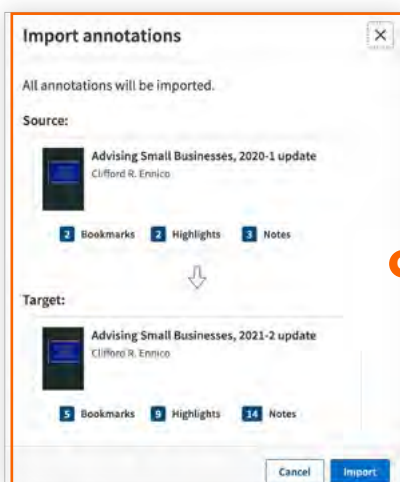 Import annotations
All annotations will be imported.
Source:
Advising Small Businesses, 2020-1 update
Clifford R. Ennico
2 Bookmarks 2 Highlights 3 Notes
Target:
Advising Small Businesses, 2021-2 update
Clifford R. Ennico
5 Bookmarks 9 Highlights 14 Notes
Cancel Import